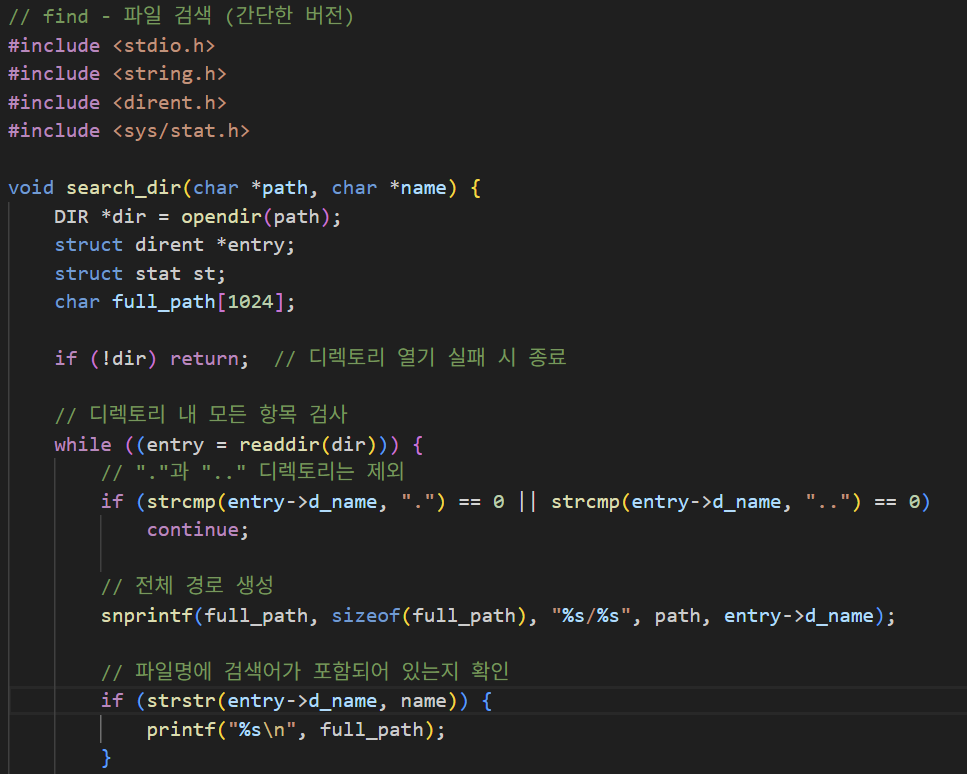 // find - 파일 검색 (간단한 버전)
#include <stdio.h>
#include <string.h>
#include <dirent.h>
#include <sys/stat.h>
void search_dir(char *path, char *name) {
DIR *dir = opendir(path);
struct dirent *entry;
struct stat st;
char full_path[1024];
if (!dir) return;  // 디렉토리 열기 실패 시 종료
// 디렉토리 내 모든 항목 검사
while ((entry = readdir(dir))) {
// "."과 ".." 디렉토리는 제외
if (strcmp(entry->d_name, ".") == 0 || strcmp(entry->d_name, "..") == 0)
continue;
// 전체 경로 생성
snprintf(full_path, sizeof(full_path), "%s/%s", path, entry->d_name);
// 파일명에 검색어가 포함되어 있는지 확인
if (strstr(entry->d_name, name)) {
printf("%s\n", full_path);
}